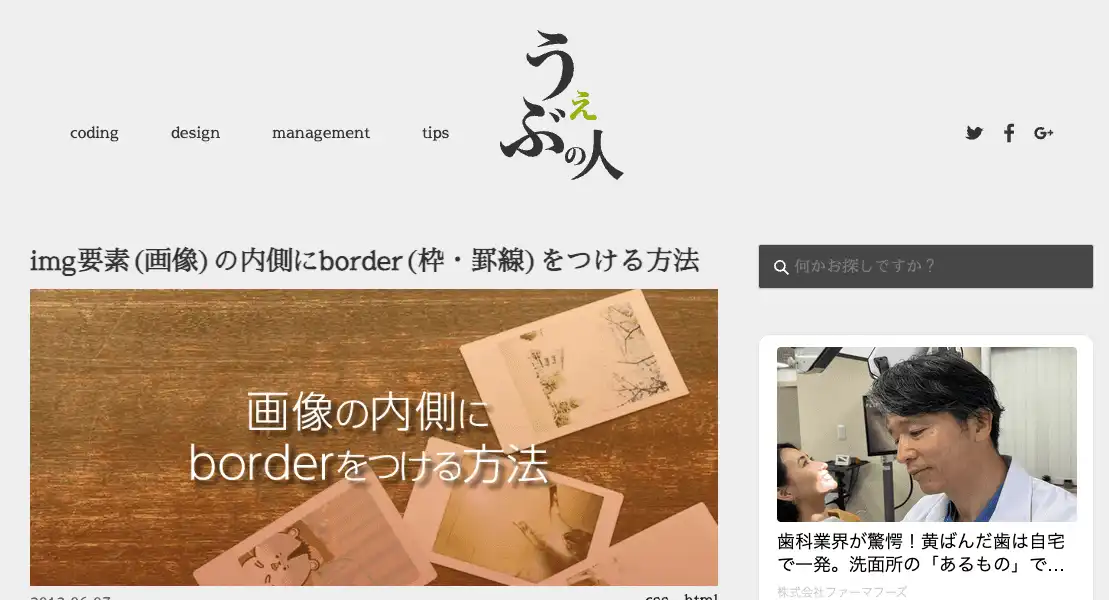 うぇぶの人
coding design management tips
img要素(画像)の内側にborder(枠・罫線)をつける方法
何かお探しですか？
画像の内側に
borderをつける方法
歯科業界が驚愕！黄ばんだ歯は自宅
で一発。洗面所の「あるもの」で…
株式会社ファーマフーズ
css html